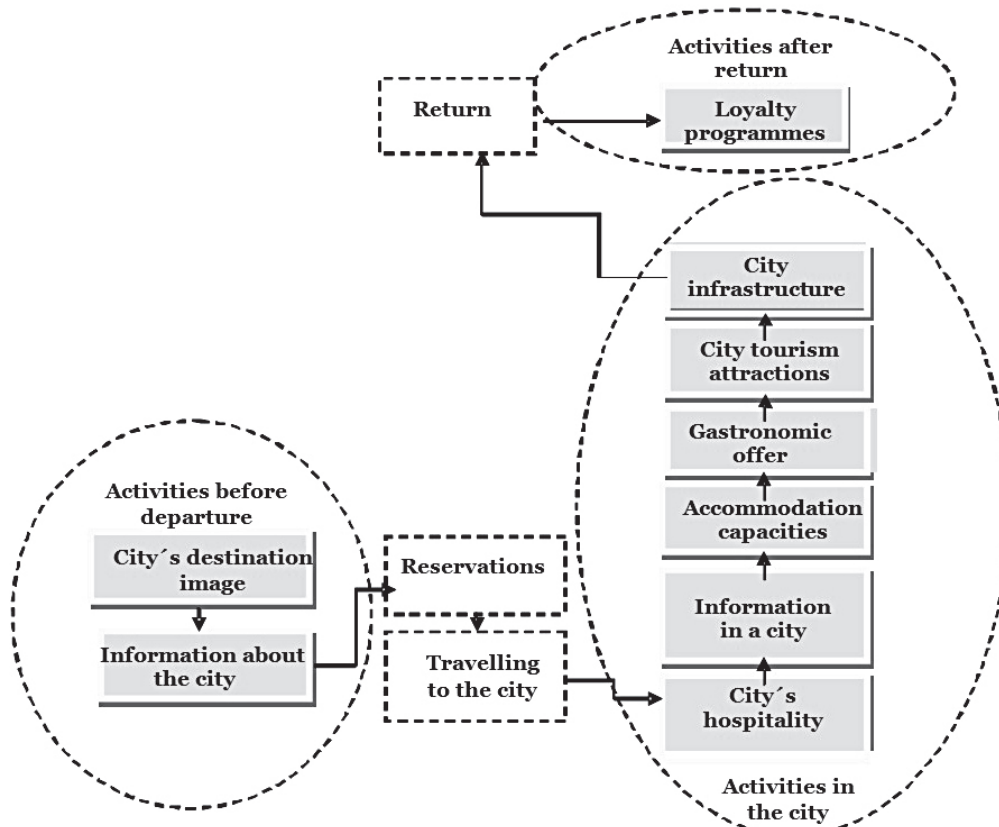 Activities after
return
Return
Loyalty
programmes
City
infrastructure
City tourism
attractions
Gastronomic
offer
Accommodation
capacities
Information
in a city
City´s
hospitality
Activities in
the city
Activities before
departure
City´s destination
image
Information about
the city
Reservations
Travelling
to the city